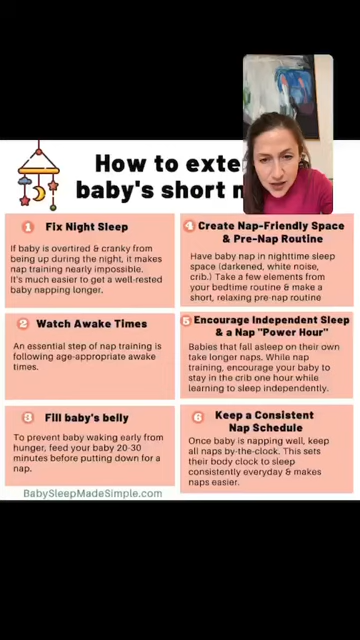 How to exte
baby's short n
1 Fix Night Sleep
If baby is overtired & cranky from
being up during the night, it makes
nap training nearly impossible.
It's much easier to get a well-rested
baby napping longer.
2 Watch Awake Times
An essential step of nap training is
following age-appropriate awake
times.
3 Fill baby's belly
To prevent baby waking early from
hunger, feed your baby 20-30
minutes before putting down for a
nap.
4 Create Nap-Friendly Space
& Pre-Nap Routine
Have baby nap in nighttime sleep
space (darkened, white noise,
crib.) Take a few elements from
your bedtime routine & make a
short, relaxing pre-nap routine
5 Encourage Independent Sleep
& a Nap "Power Hour"
Babies that fall asleep on their own
take longer naps. While nap
training, encourage your baby to
stay in the crib one hour while
learning to sleep independently.
6 Keep a Consistent
Nap Schedule
Once baby is napping well, keep
all naps by-the-clock. This sets
their body clock to sleep
consistently everyday & makes
naps easier.
BabySleepMadeSimple.com